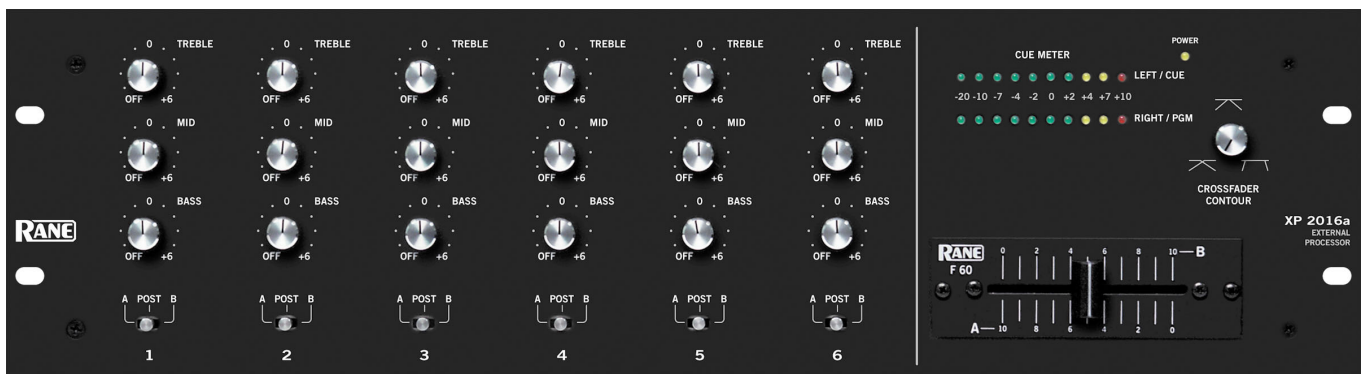 0 TREBLE 0 TREBLE 0 TREBLE 0 TREBLE 0 TREBLE 0 TREBLE
OFF +6 OFF +6 OFF +6 OFF +6 OFF +6 OFF +6
0 MID 0 MID 0 MID 0 MID 0 MID 0 MID
OFF +6 OFF +6 OFF +6 OFF +6 OFF +6 OFF +6
0 BASS 0 BASS 0 BASS 0 BASS 0 BASS 0 BASS
RANE
OFF +6 OFF +6 OFF +6 OFF +6 OFF +6 OFF +6
A POST B A POST B A POST B A POST B A POST B A POST B
1 2 3 4 5 6
POWER
CUE METER
LEFT / CUE
-20 -10 -7 -4 -2 0 +2 +4 +7 +10
RIGHT / PGM
CROSSFADER
CONTOUR
XP 2016a
EXTERNAL
PROCESSOR
RANE
F 60
0 2 4 6 8 10 B
A 10 8 6 4 2 0